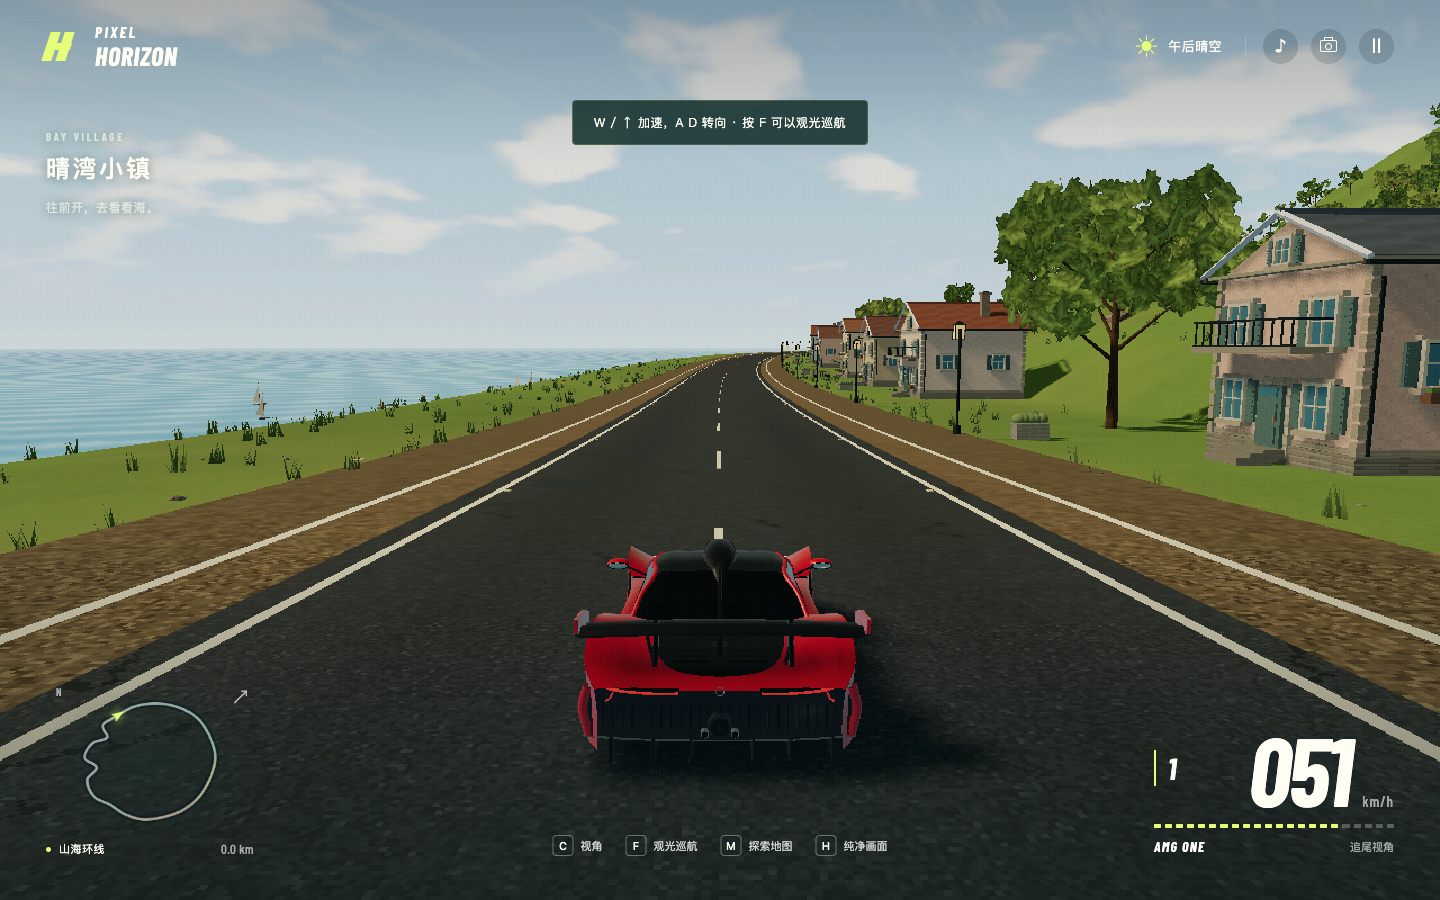 PIXEL
HORIZON
午后晴空
W / ↑ 加速，A D 转向 · 按 F 可以观光巡航
BAY VILLAGE
晴湾小镇
往前开，去看看海。
N
山海环线
0.0 km
C 视角
F 观光巡航
M 探索地图
H 纯净画面
1
051 km/h
AMG ONE
追尾视角